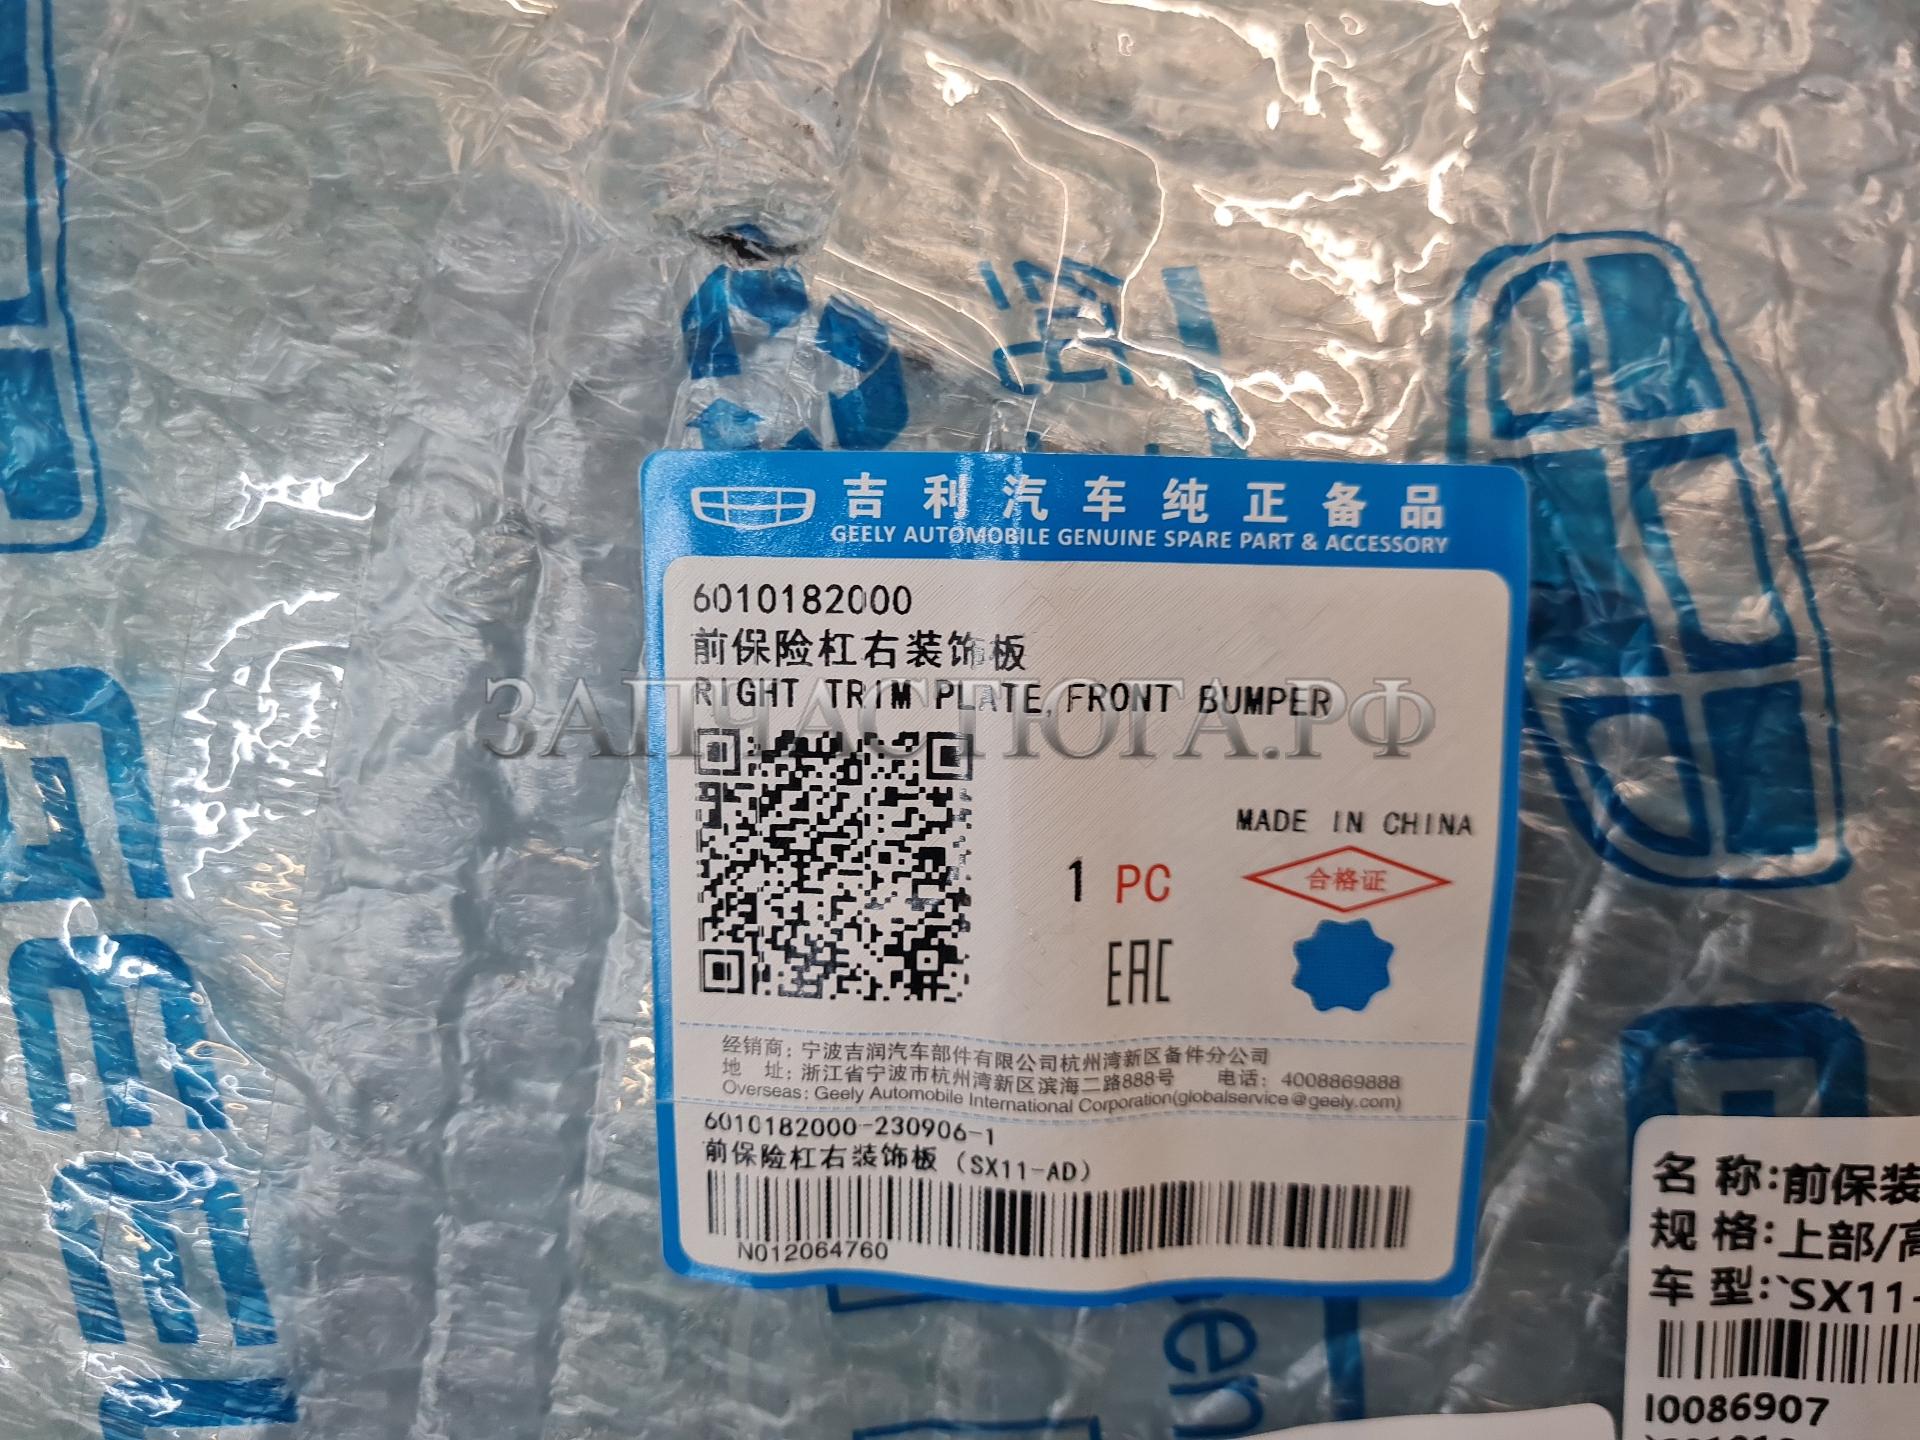 吉利汽车纯正备品
GEELY AUTOMOBILE GENUINE SPARE PART & ACCESSORY
6010182000
前保险杠右装饰板
RIGHT TRIM PLATE,FRONT BUMPER
ЗАПЧАСТЮГА.РФ
MADE IN CHINA
1 PC
合格证
EAC
经销商：宁波吉润汽车部件有限公司杭州湾新区备件分公司
地 址：浙江省宁波市杭州湾新区滨海二路888号 电话：4008869888
Overseas: Geely Automobile International Corporation(globalservice@geely.com)
6010182000-230906-1
前保险杠右装饰板（SX11-AD）
N012064760
名 称:前保装
规 格:上部/高
车 型:SX11-
I0086907